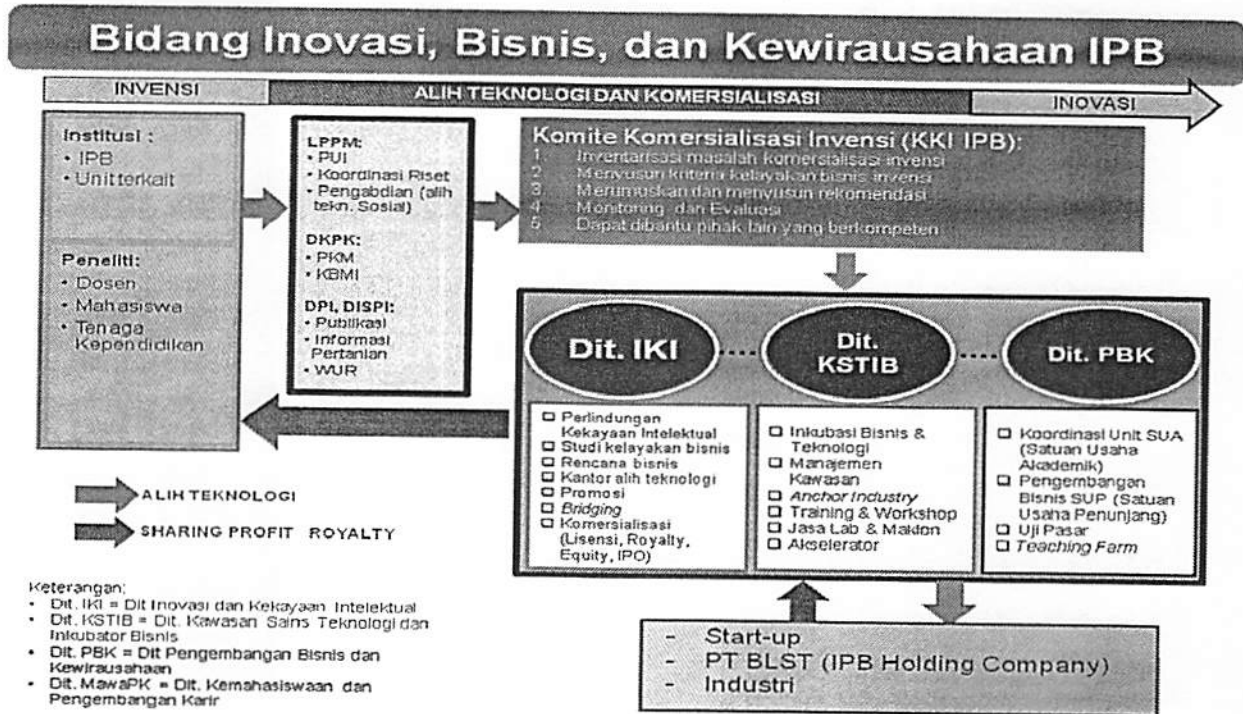 Bidang Inovasi, Bisnis, dan Kewirausahaan IPB
INVENSI
ALIH TEKNOLOGI DAN KOMERSIALISASI
INOVASI
Institusi :
• IPB
• Unit terkait
Peneliti:
• Dosen
• Mahasiswa
• Tenaga
Kependidikan
LPPM:
• PUI
• Koordinasi Riset
• Pengabdian (alih
tekn. Sosial)
DKPK:
• PKM
• KBMI
DPI, DISPI:
• Publikasi
• Informasi
Pertanian
• WUR
Komite Komersialisasi Invensi (KKI IPB):
1. Inventarisasi masalah komersialisasi invensi
2. Menyusun kriteria kelayakan bisnis invensi
3. Merumuskan dan menyusun rekomendasi
4. Monitoring dan Evaluasi
5. Dapat dibantu pihak lain yang berkompeten
Dit. IKI
❑ Perlindungan
Kekayaan Intelektual
❑ Studi kelayakan bisnis
❑ Rencana bisnis
❑ Kantor alih teknologi
❑ Promosi
❑ Bridging
❑ Komersialisasi
(Lisensi, Royalty,
Equity, IPO)
Dit.
KSTIB
❑ Inkubasi Bisnis &
Teknologi
❑ Manajemen
Kawasan
❑ Anchor Industry
❑ Training & Workshop
❑ Jasa Lab & Maklon
❑ Akselerator
Dit. PBK
❑ Koordinasi Unit SUA
(Satuan Usaha
Akademik)
❑ Pengembangan
Bisnis SUP (Satuan
Usaha Penunjang)
❑ Uji Pasar
❑ Teaching Farm
ALIH TEKNOLOGI
SHARING PROFIT ROYALTY
Keterangan:
• Dit. IKI = Dit Inovasi dan Kekayaan Intelektual
• Dit. KSTIB = Dit. Kawasan Sains Teknologi dan
Inkubator Bisnis
• Dit. PBK = Dit Pengembangan Bisnis dan
Kewirausahaan
• Dit. MawaPK = Dit. Kemahasiswaan dan
Pengembangan Karir
- Start-up
- PT BLST (IPB Holding Company)
- Industri